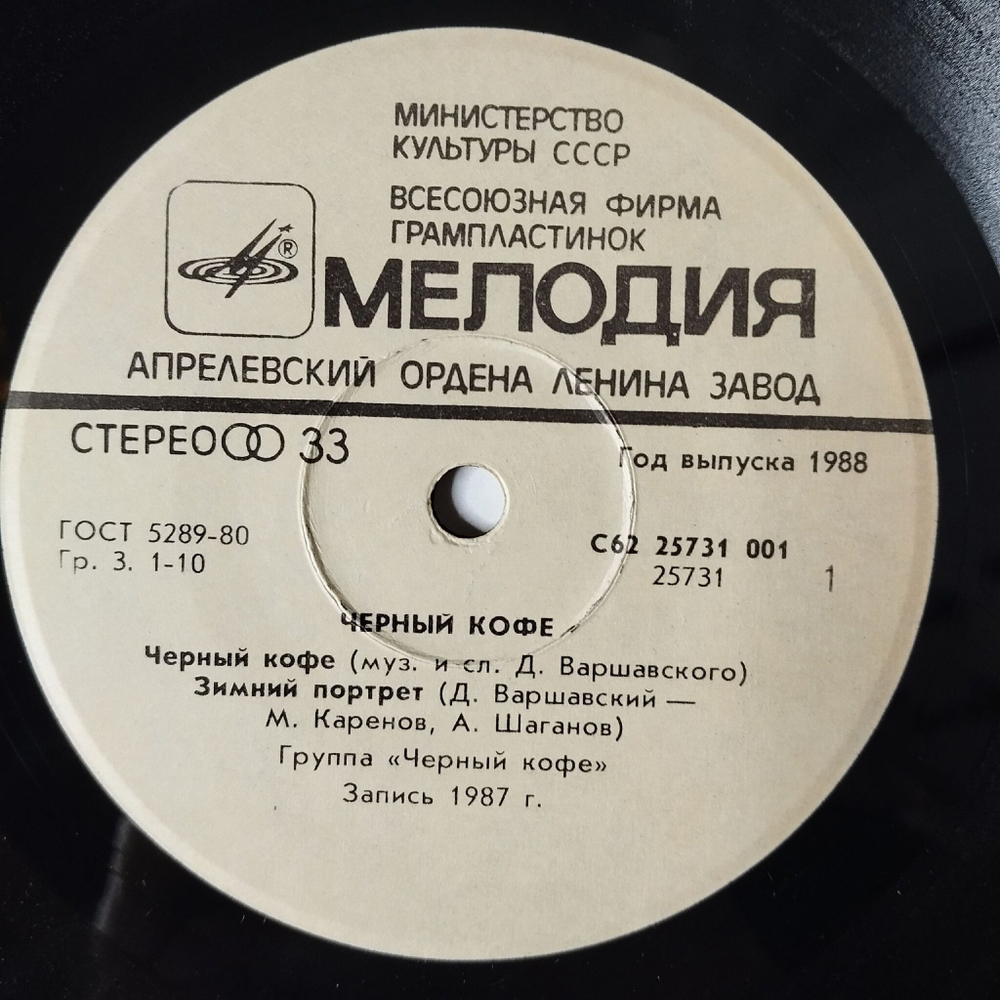 МИНИСТЕРСТВО
КУЛЬТУРЫ СССР
ВСЕСОЮЗНАЯ ФИРМА
ГРАМПЛАСТИНОК
®
МЕЛОДИЯ
АПРЕЛЕВСКИЙ ОРДЕНА ЛЕНИНА ЗАВОД
СТЕРЕО 33
Год выпуска 1988
ГОСТ 5289-80
Гр. 3. 1-10
С62 25731 001
25731 1
ЧЕРНЫЙ КОФЕ
Черный кофе (муз. и сл. Д. Варшавского)
Зимний портрет (Д. Варшавский —
М. Каренов, А. Шаганов)
Группа «Черный кофе»
Запись 1987 г.